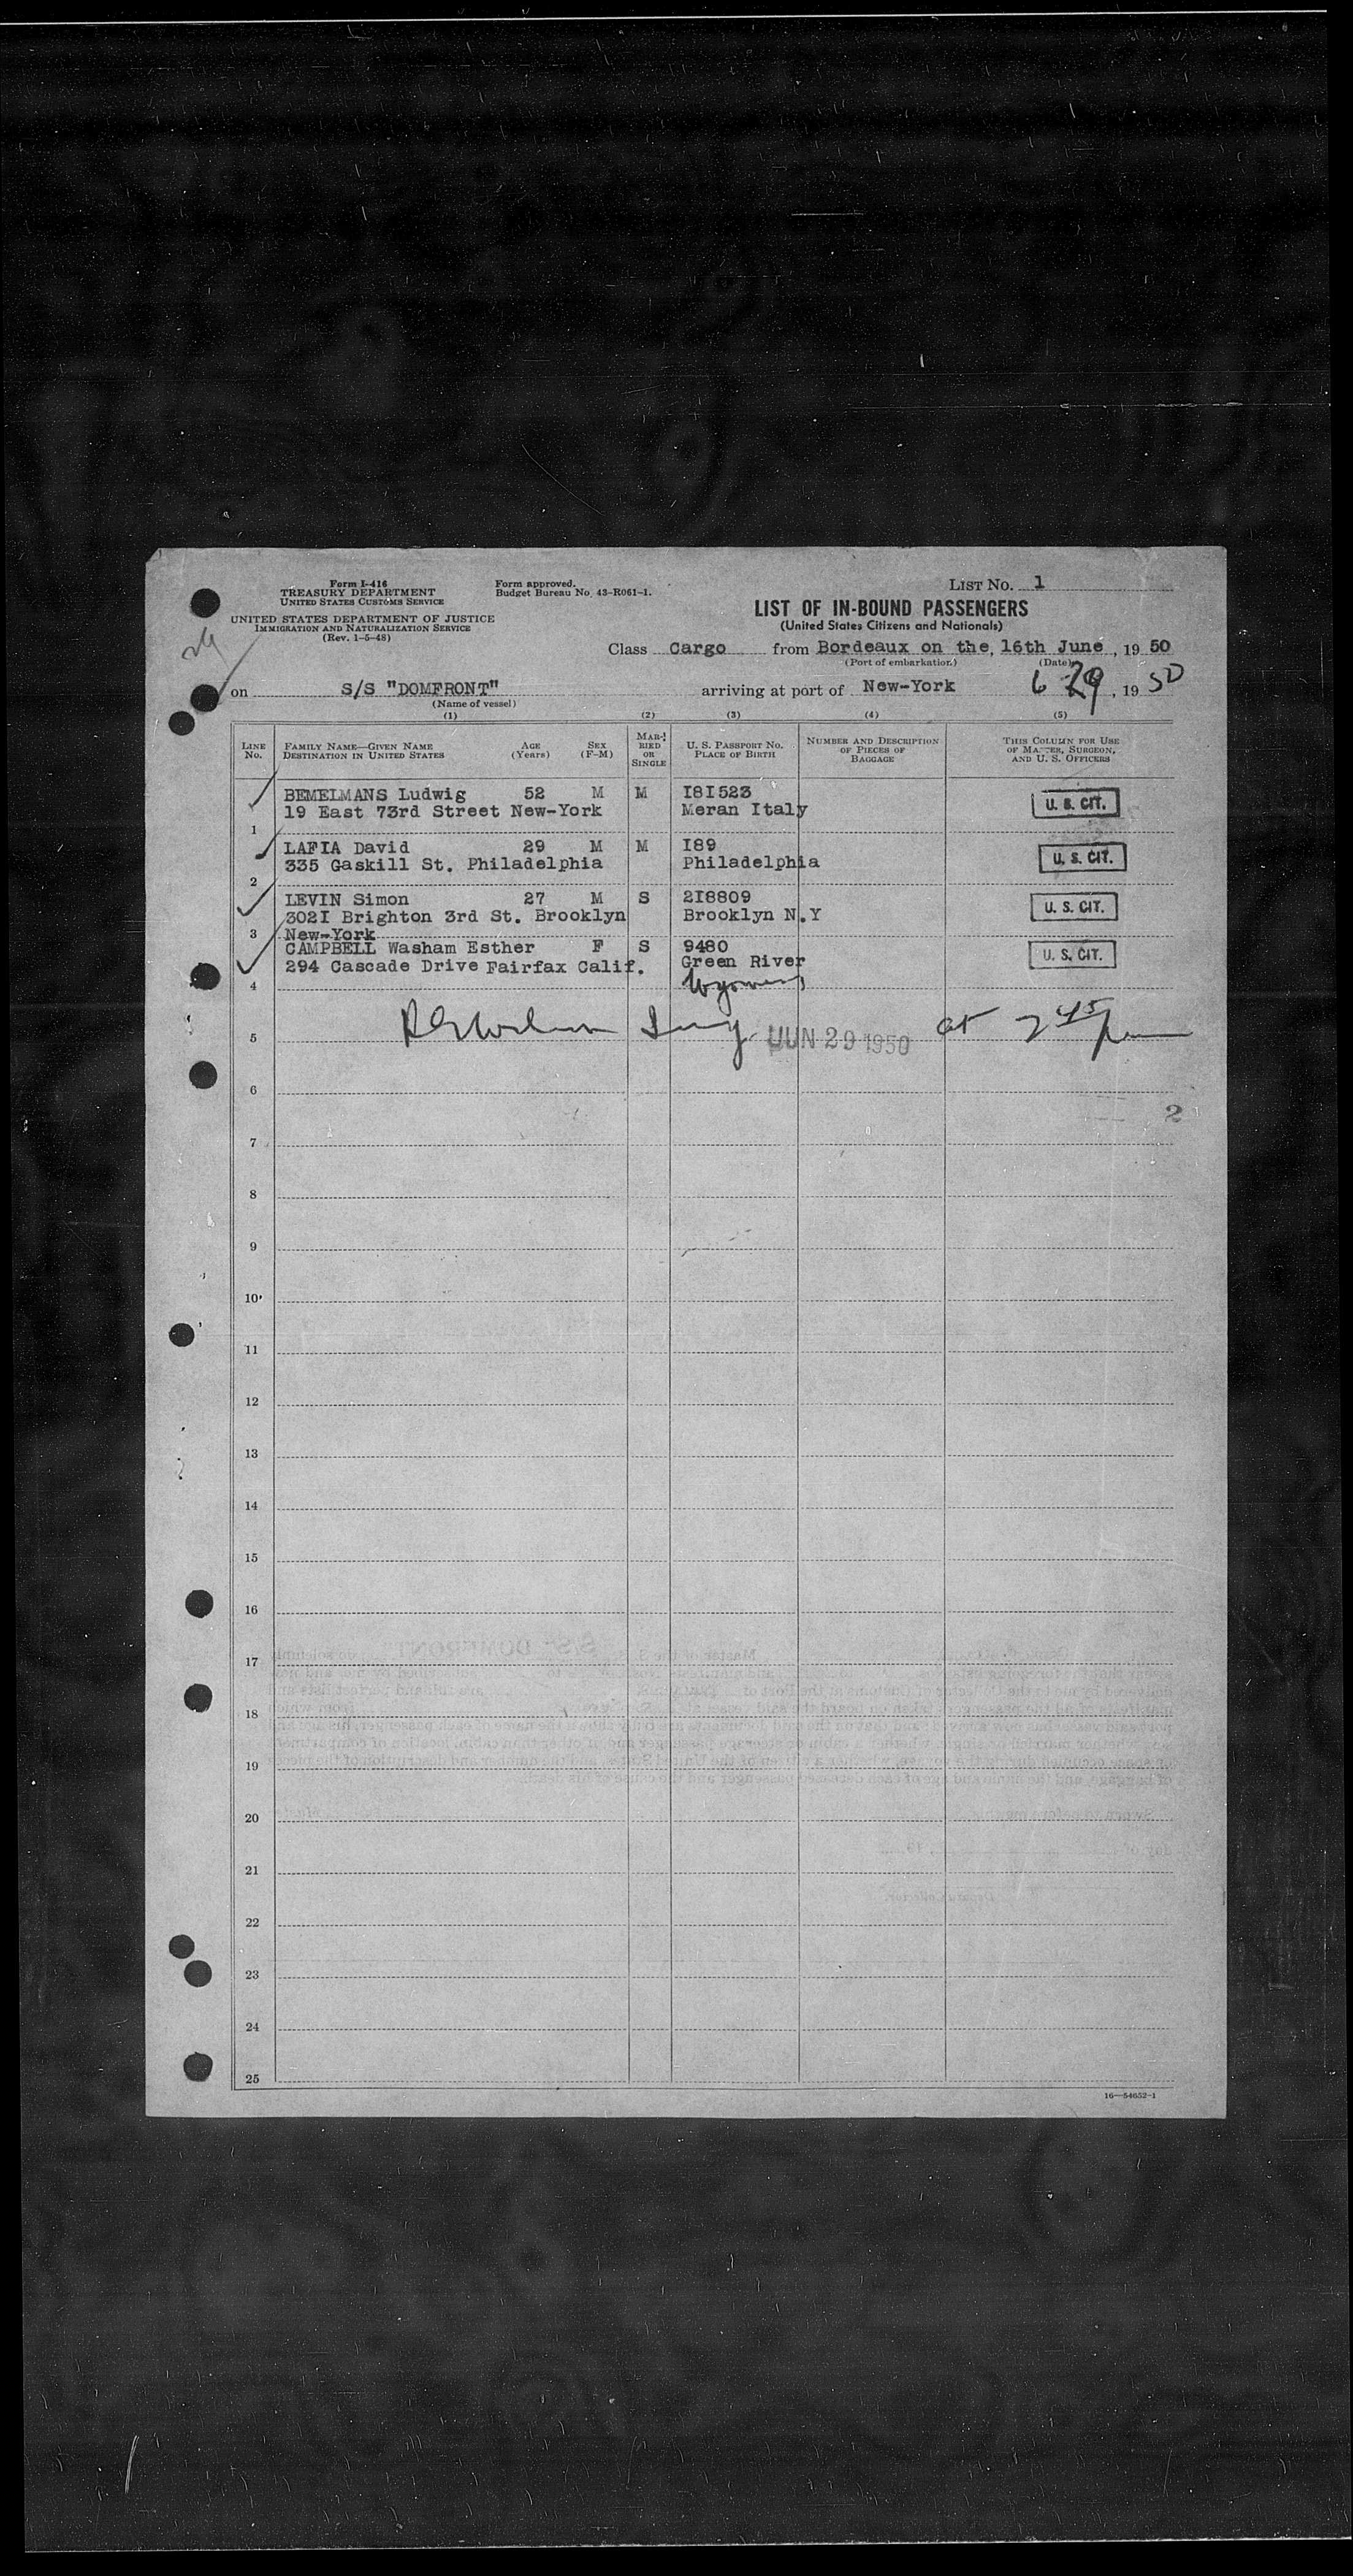 Form I-416
TREASURY DEPARTMENT
UNITED STATES CUSTOMS SERVICE
UNITED STATES DEPARTMENT OF JUSTICE
IMMIGRATION AND NATURALIZATION SERVICE
(Rev. 1-5-48)
Form approved.
Budget Bureau No. 43-R061-1.
LIST NO. 1
LIST OF IN-BOUND PASSENGERS
(United States Citizens and Nationals)
Class Cargo from Bordeaux on the, 16th June, 1950
(Port of embarkation) (Date)
on S/S "DOMFRONT" arriving at port of New-York 6 29, 1950
(Name of vessel)
(1) (2) (3) (4) (5)
LINE NO. FAMILY NAME—GIVEN NAME DESTINATION IN UNITED STATES AGE (Years) SEX (F-M) MARRIED OR SINGLE U. S. PASSPORT NO. PLACE OF BIRTH NUMBER AND DESCRIPTION OF PIECES OF BAGGAGE THIS COLUMN FOR USE OF MASTER, SURGEON, AND U. S. OFFICERS
BEMELMANS Ludwig 52 M M I8I523 U. S. CIT.
19 East 73rd Street New-York Meran Italy
1
LAFIA David 29 M M I89 U. S. CIT.
335 Gaskill St. Philadelphia Philadelphia
2
LEVIN Simon 27 M S 2I8809 U. S. CIT.
302I Brighton 3rd St. Brooklyn Brooklyn N.Y
3 New-York
CAMPBELL Washam Esther F S 9480 U. S. CIT.
294 Cascade Drive Fairfax Calif. Green River
4 Wyoming
5 JUN 29 1950 at 2 45 pm
6
2
7
8
9
10
11
12
13
14
15
16
17
18
19
20
21
22
23
24
25
16—54652-1